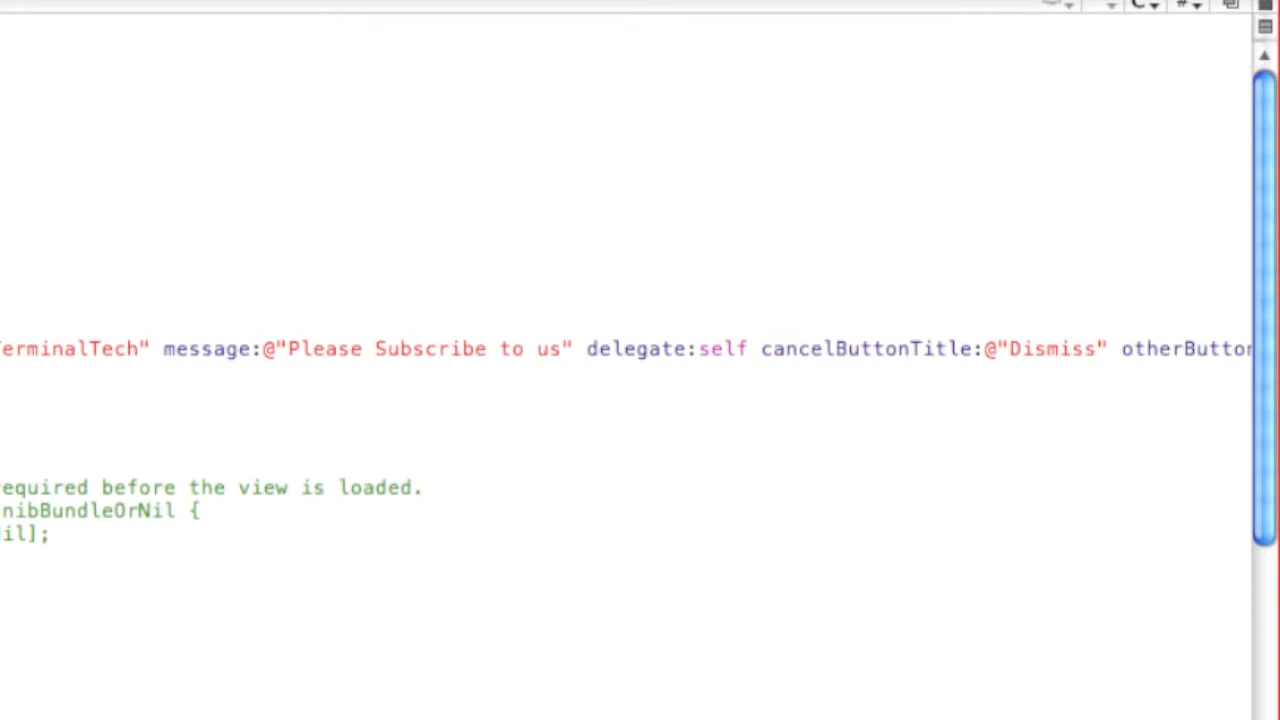 erminalTech" message:@"Please Subscribe to us" delegate:self cancelButtonTitle:@"Dismiss" otherButton
equired before the view is loaded.
nibBundleOrNil {
il];